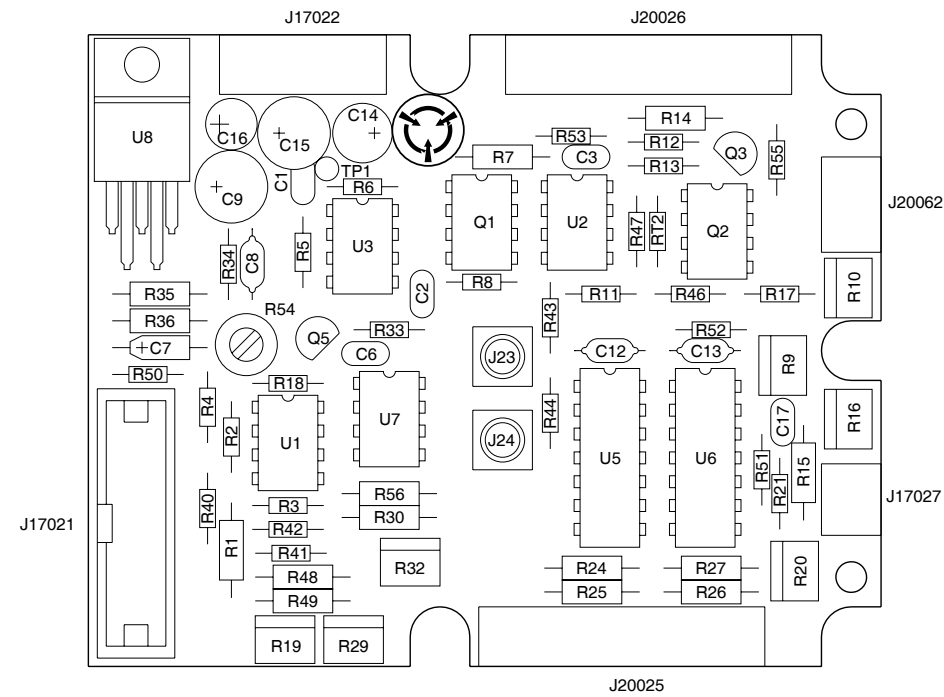 J17022
J20026
U8
C16
C15
C14
C9
C1
TP1
R6
R7
R53
C3
R14
R12
R13
Q3
R55
J20062
U3
Q1
U2
R47
RT2
Q2
R34
C8
R5
C2
R8
R11
R46
R17
R10
R35
R36
C7
R50
R54
Q5
R33
C6
R43
R52
J23
C12
C13
R9
R18
R4
R2
U1
U7
R44
J24
U5
U6
C17
R16
R51
R21
R15
J17027
J17021
R40
R1
R3
R42
R41
R56
R30
R32
R48
R49
R24
R25
R27
R26
R20
R19
R29
J20025